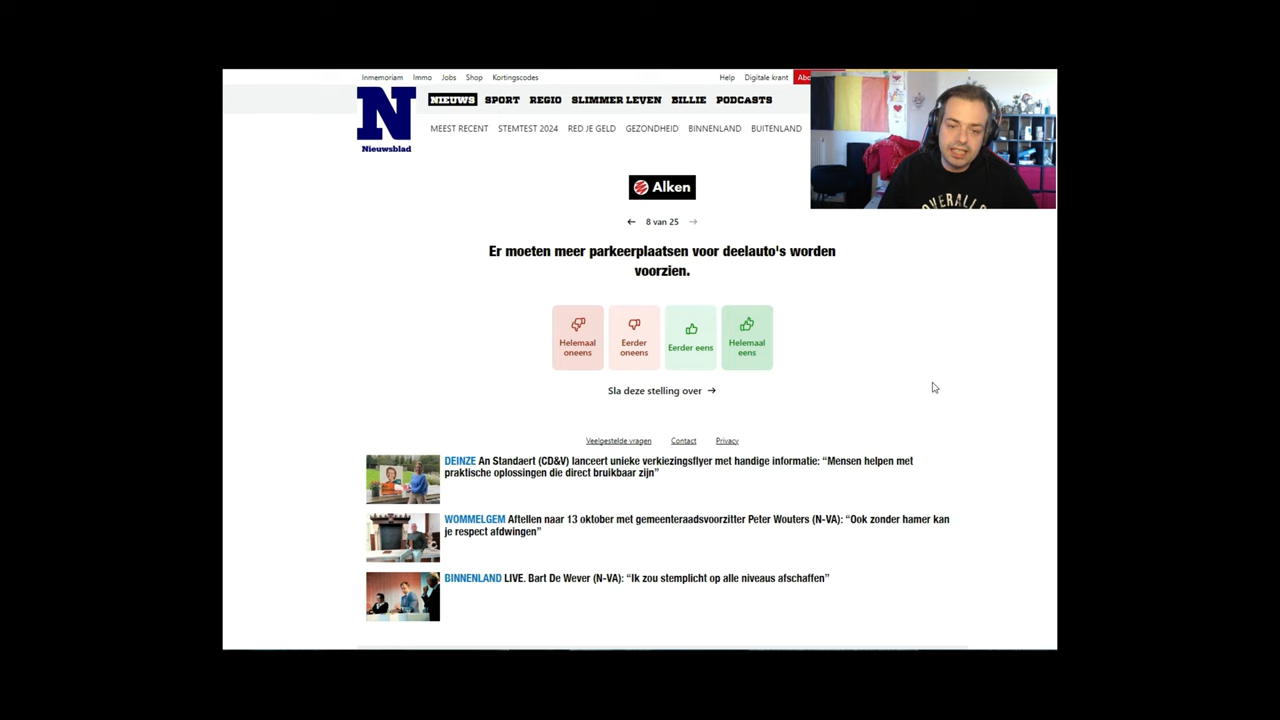 Inmemoriam Immo Jobs Shop Kortingscodes Help Digitale krant
NIEUWS SPORT REGIO SLIMMER LEVEN BILLIE PODCASTS
N
Nieuwsblad
MEEST RECENT STEMTEST 2024 RED JE GELD GEZONDHEID BINNENLAND BUITENLAND
Alken
← 8 van 25 →
Er moeten meer parkeerplaatsen voor deelauto's worden
voorzien.
Helemaal
oneens
Eerder
oneens
Eerder eens
Helemaal
eens
Sla deze stelling over →
Veelgestelde vragen Contact Privacy
DEINZE An Standaert (CD&V) lanceert unieke verkiezingsflyer met handige informatie: “Mensen helpen met
praktische oplossingen die direct bruikbaar zijn”
WOMMELGEM Aftellen naar 13 oktober met gemeenteraadsvoorzitter Peter Wouters (N-VA): “Ook zonder hamer kan
je respect afdwingen”
BINNENLAND LIVE. Bart De Wever (N-VA): “Ik zou stemplicht op alle niveaus afschaffen”